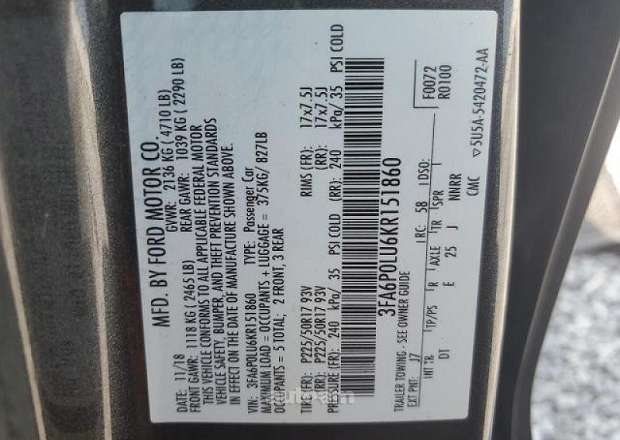 MFD. BY FORD MOTOR CO.
11/18 GVWR: 2136 KG ( 4710 LB)
FRONT GAWR: 1118 KG ( 2465 LB) REAR GAWR: 1039 KG ( 2290 LB)
THIS VEHICLE CONFORMS TO ALL APPLICABLE FEDERAL MOTOR
VEHICLE SAFETY, BUMPER, AND THEFT PREVENTION STANDARDS
IN EFFECT ON THE DATE OF MANUFACTURE SHOWN ABOVE.
VIN: 3FA6P0LU6KR151860 TYPE: Passenger Car
MAXIMUM LOAD = OCCUPANTS + LUGGAGE = 375KG/ 827LB
OCCUPANTS = 5 TOTAL; 2 FRONT, 3 REAR
TIRE(FR): P225/50R17 93V RIMS (FR): 17x7.5J
TIRE(RR): P225/50R17 93V (RR): 17x7.5J
PRESSURE(FR): 240 kPa/ 35 PSI COLD (RR): 240 kPa/ 35 PSI COLD
3FA6P0LU6KR151860
TRAILER TOWING - SEE OWNER GUIDE
EXT PNT: J7 RC: 58 DSO: F0072
R0100
INT TR TP/PS R AXLE TR SPR
DT E 25 J NNRR
CMC ▽5U5A-5420472-AA